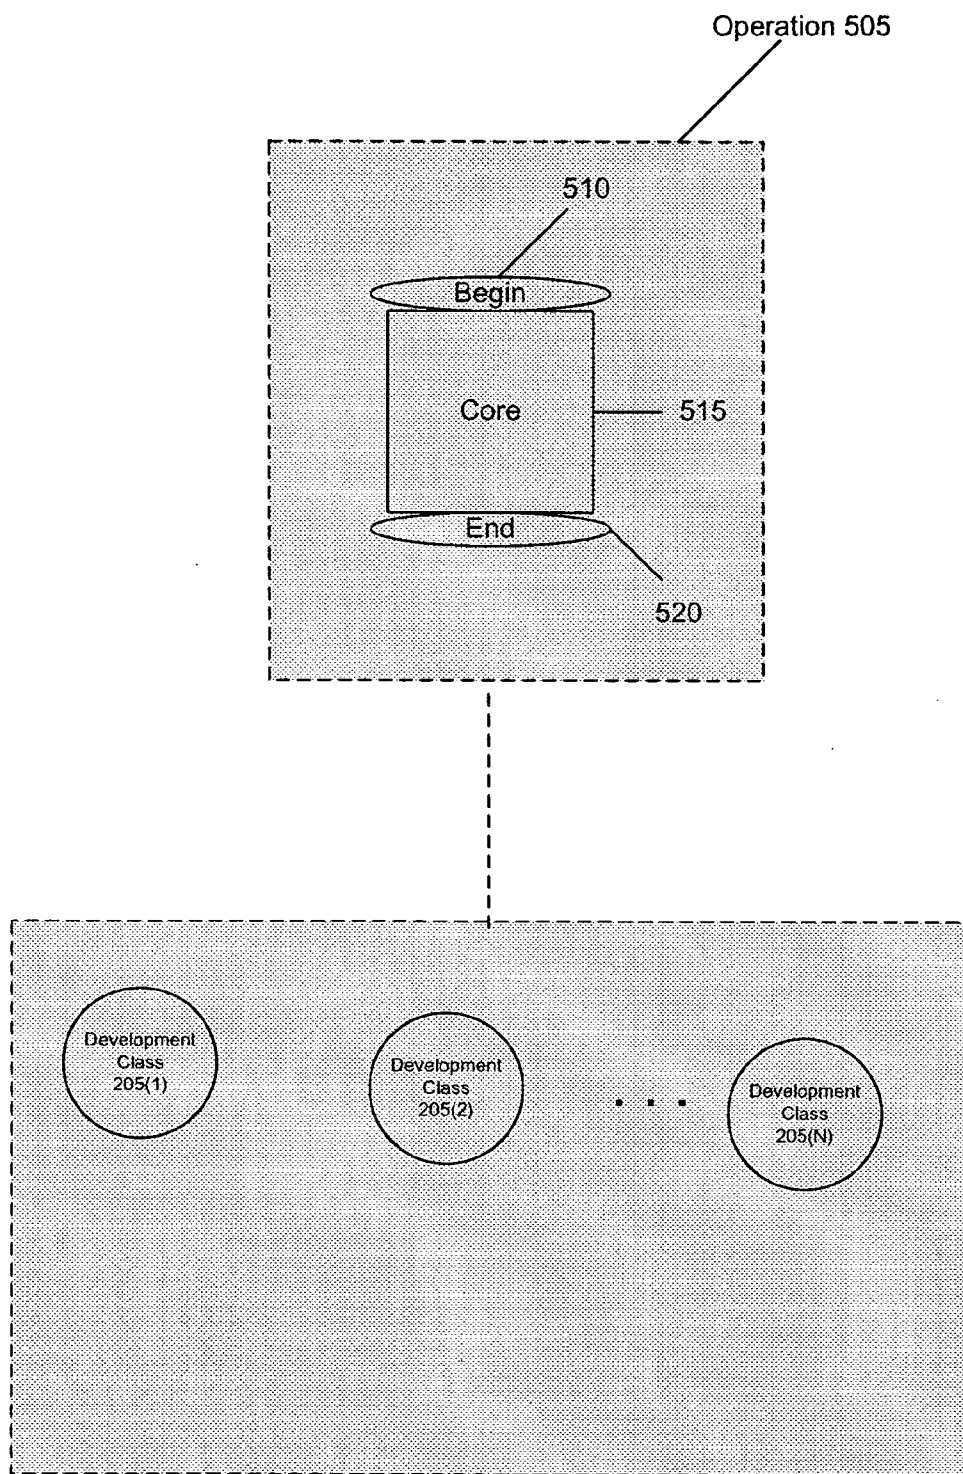 Operation 505
510
Begin
Core
515
End
520
Development
Class
205(1)
Development
Class
205(2)
. . .
Development
Class
205(N)